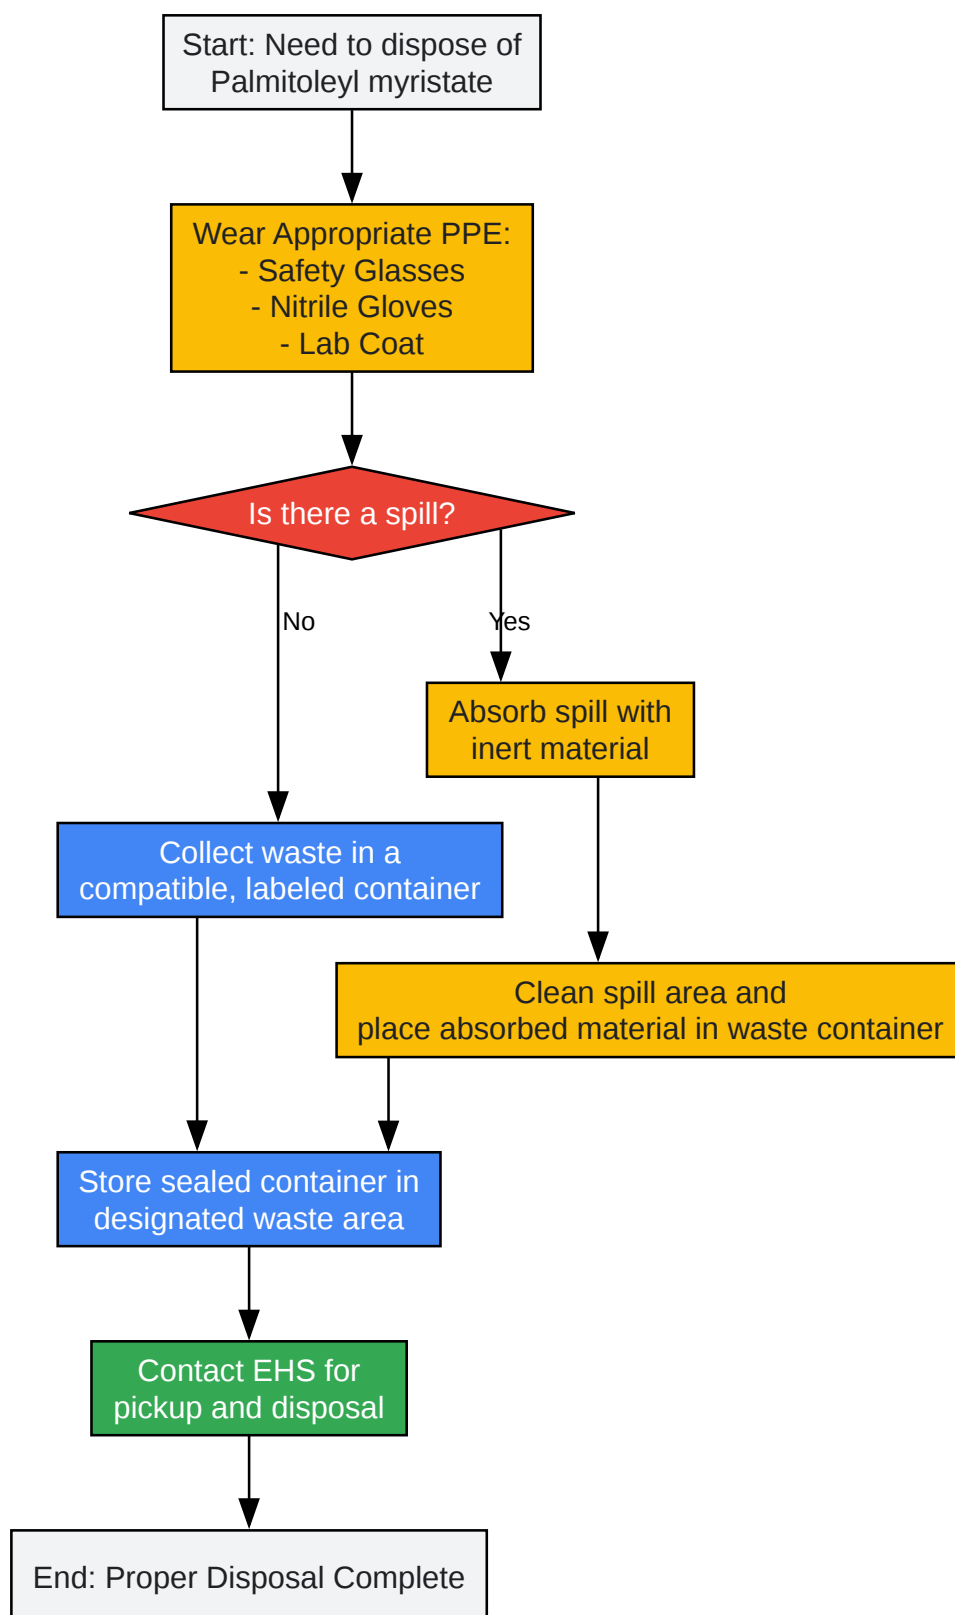 Start: Need to dispose of
Palmitoleyl myristate
Wear Appropriate PPE:
- Safety Glasses
- Nitrile Gloves
- Lab Coat
Is there a spill?
No
Yes
Absorb spill with
inert material
Collect waste in a
compatible, labeled container
Clean spill area and
place absorbed material in waste container
Store sealed container in
designated waste area
Contact EHS for
pickup and disposal
End: Proper Disposal Complete